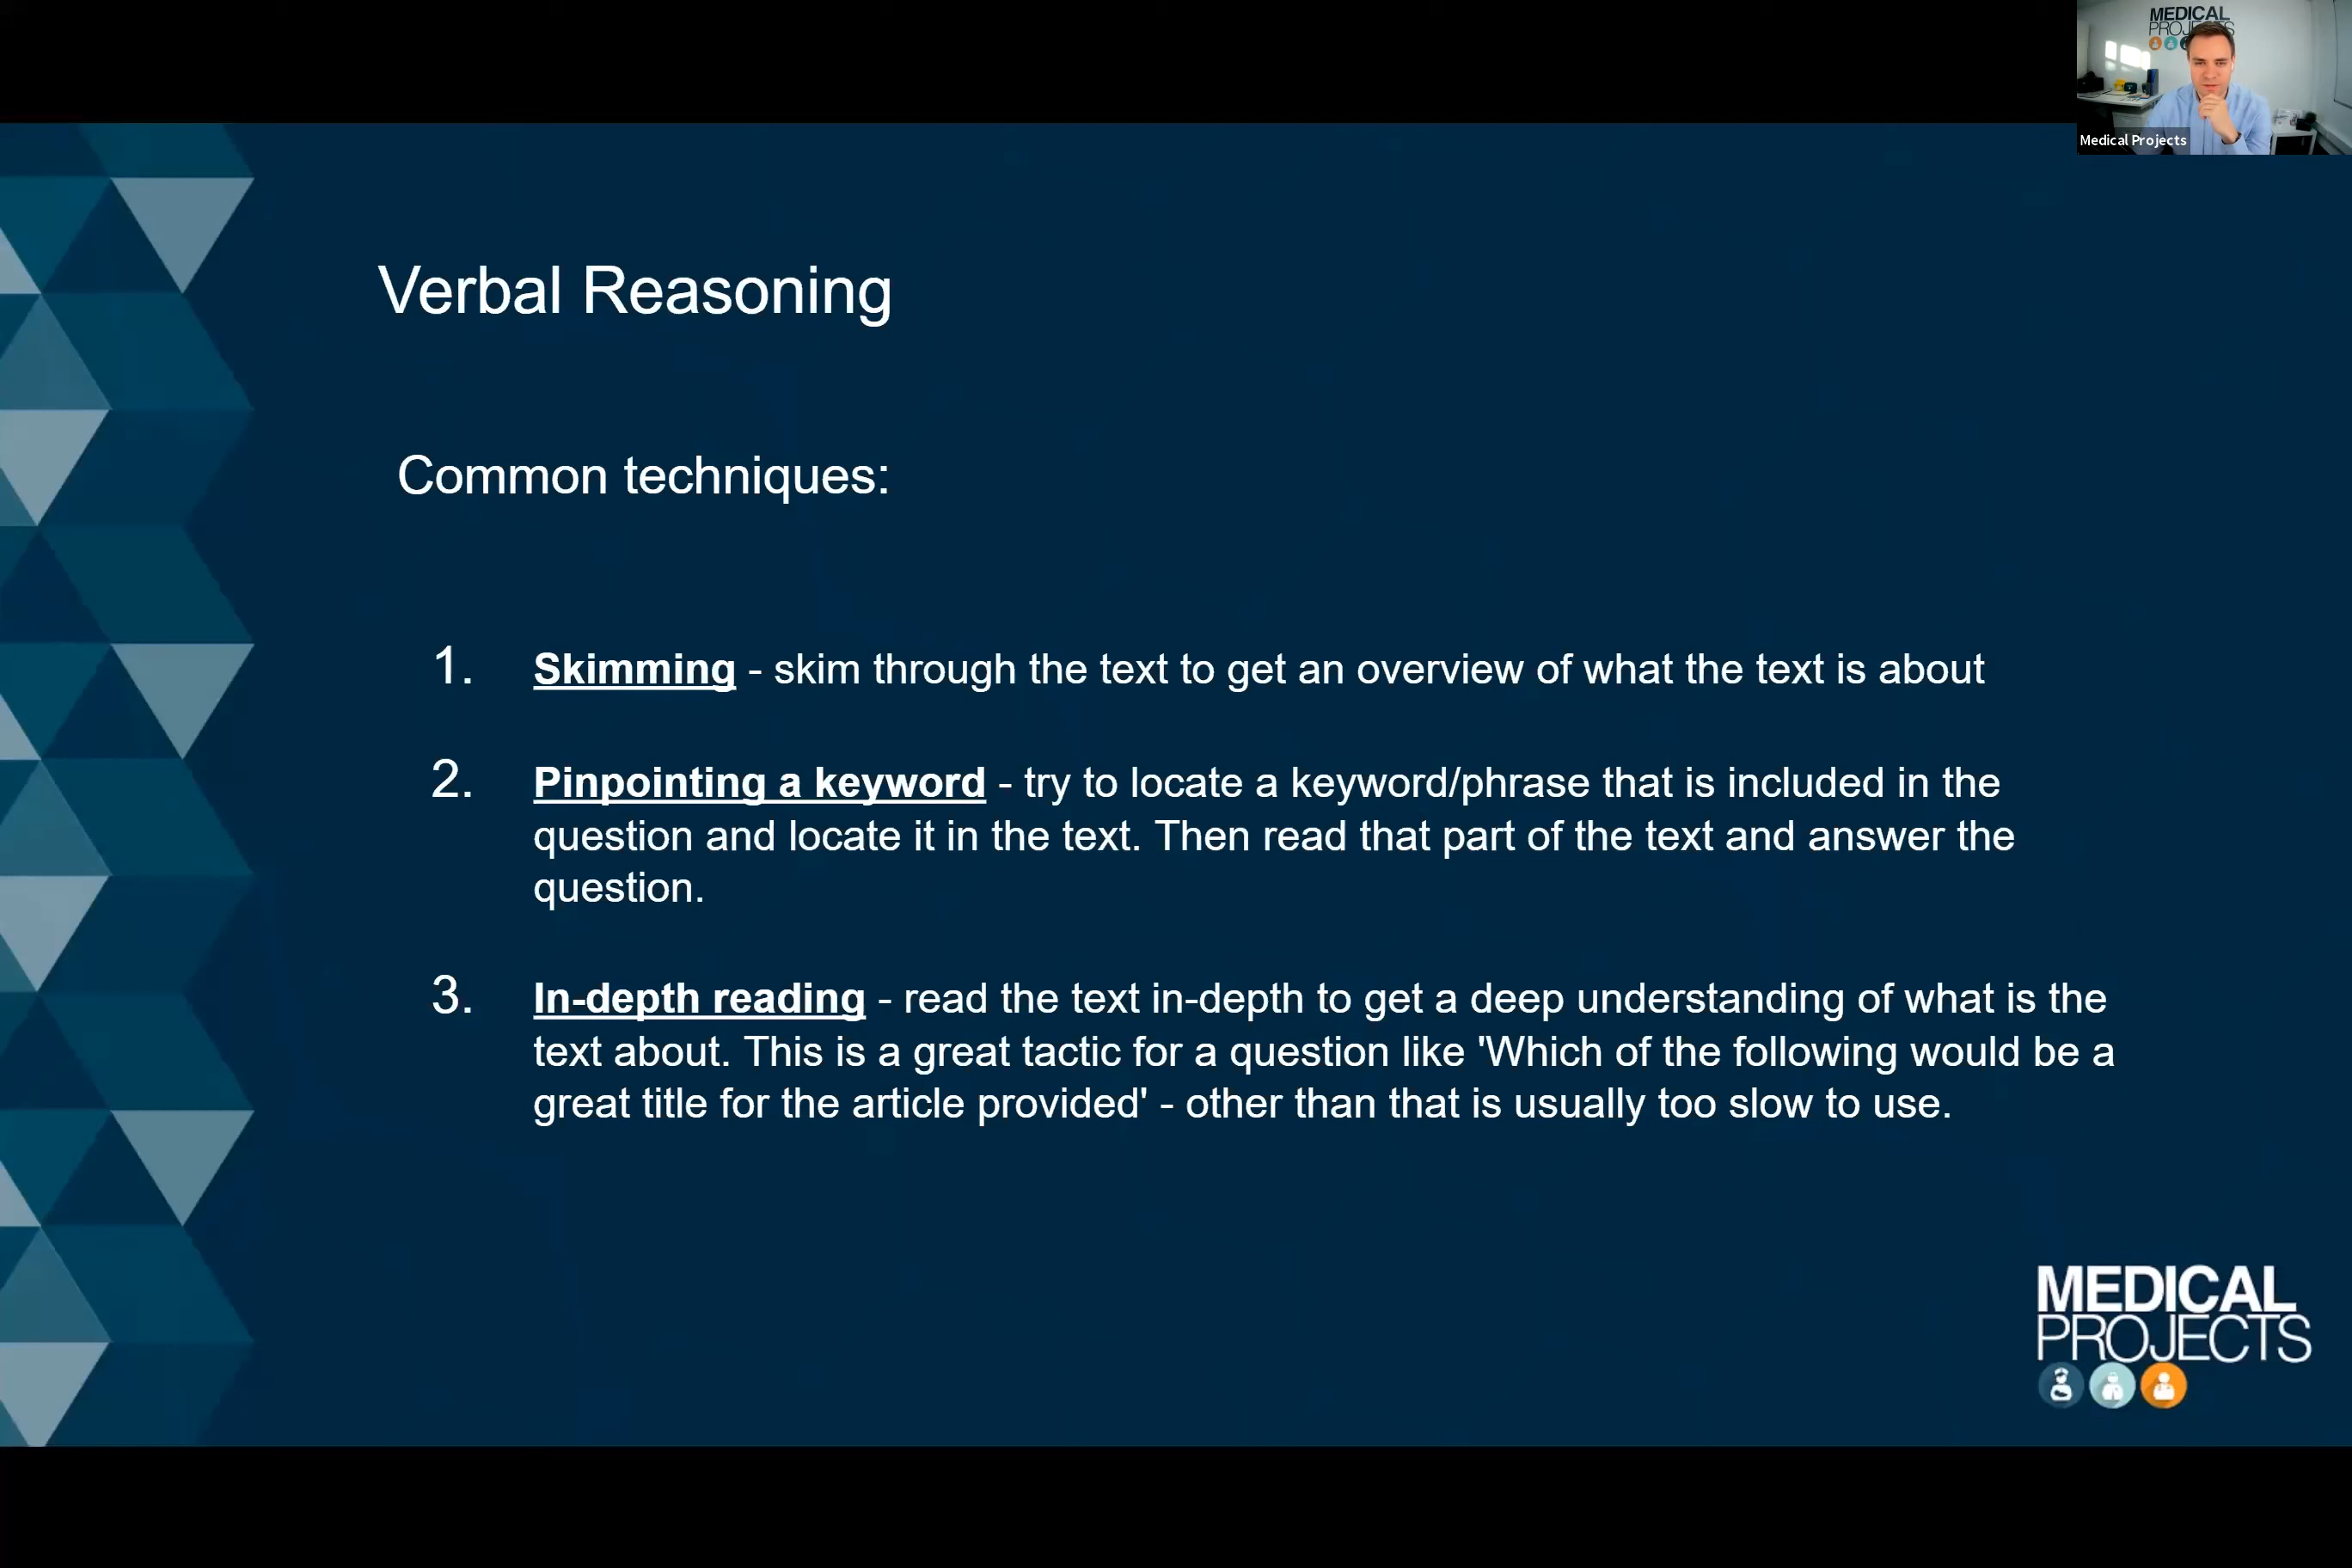 MEDICAL
PROJECTS
Medical Projects
Verbal Reasoning
Common techniques:
1. Skimming - skim through the text to get an overview of what the text is about
2. Pinpointing a keyword - try to locate a keyword/phrase that is included in the
question and locate it in the text. Then read that part of the text and answer the
question.
3. In-depth reading - read the text in-depth to get a deep understanding of what is the
text about. This is a great tactic for a question like 'Which of the following would be a
great title for the article provided' - other than that is usually too slow to use.
MEDICAL
PROJECTS